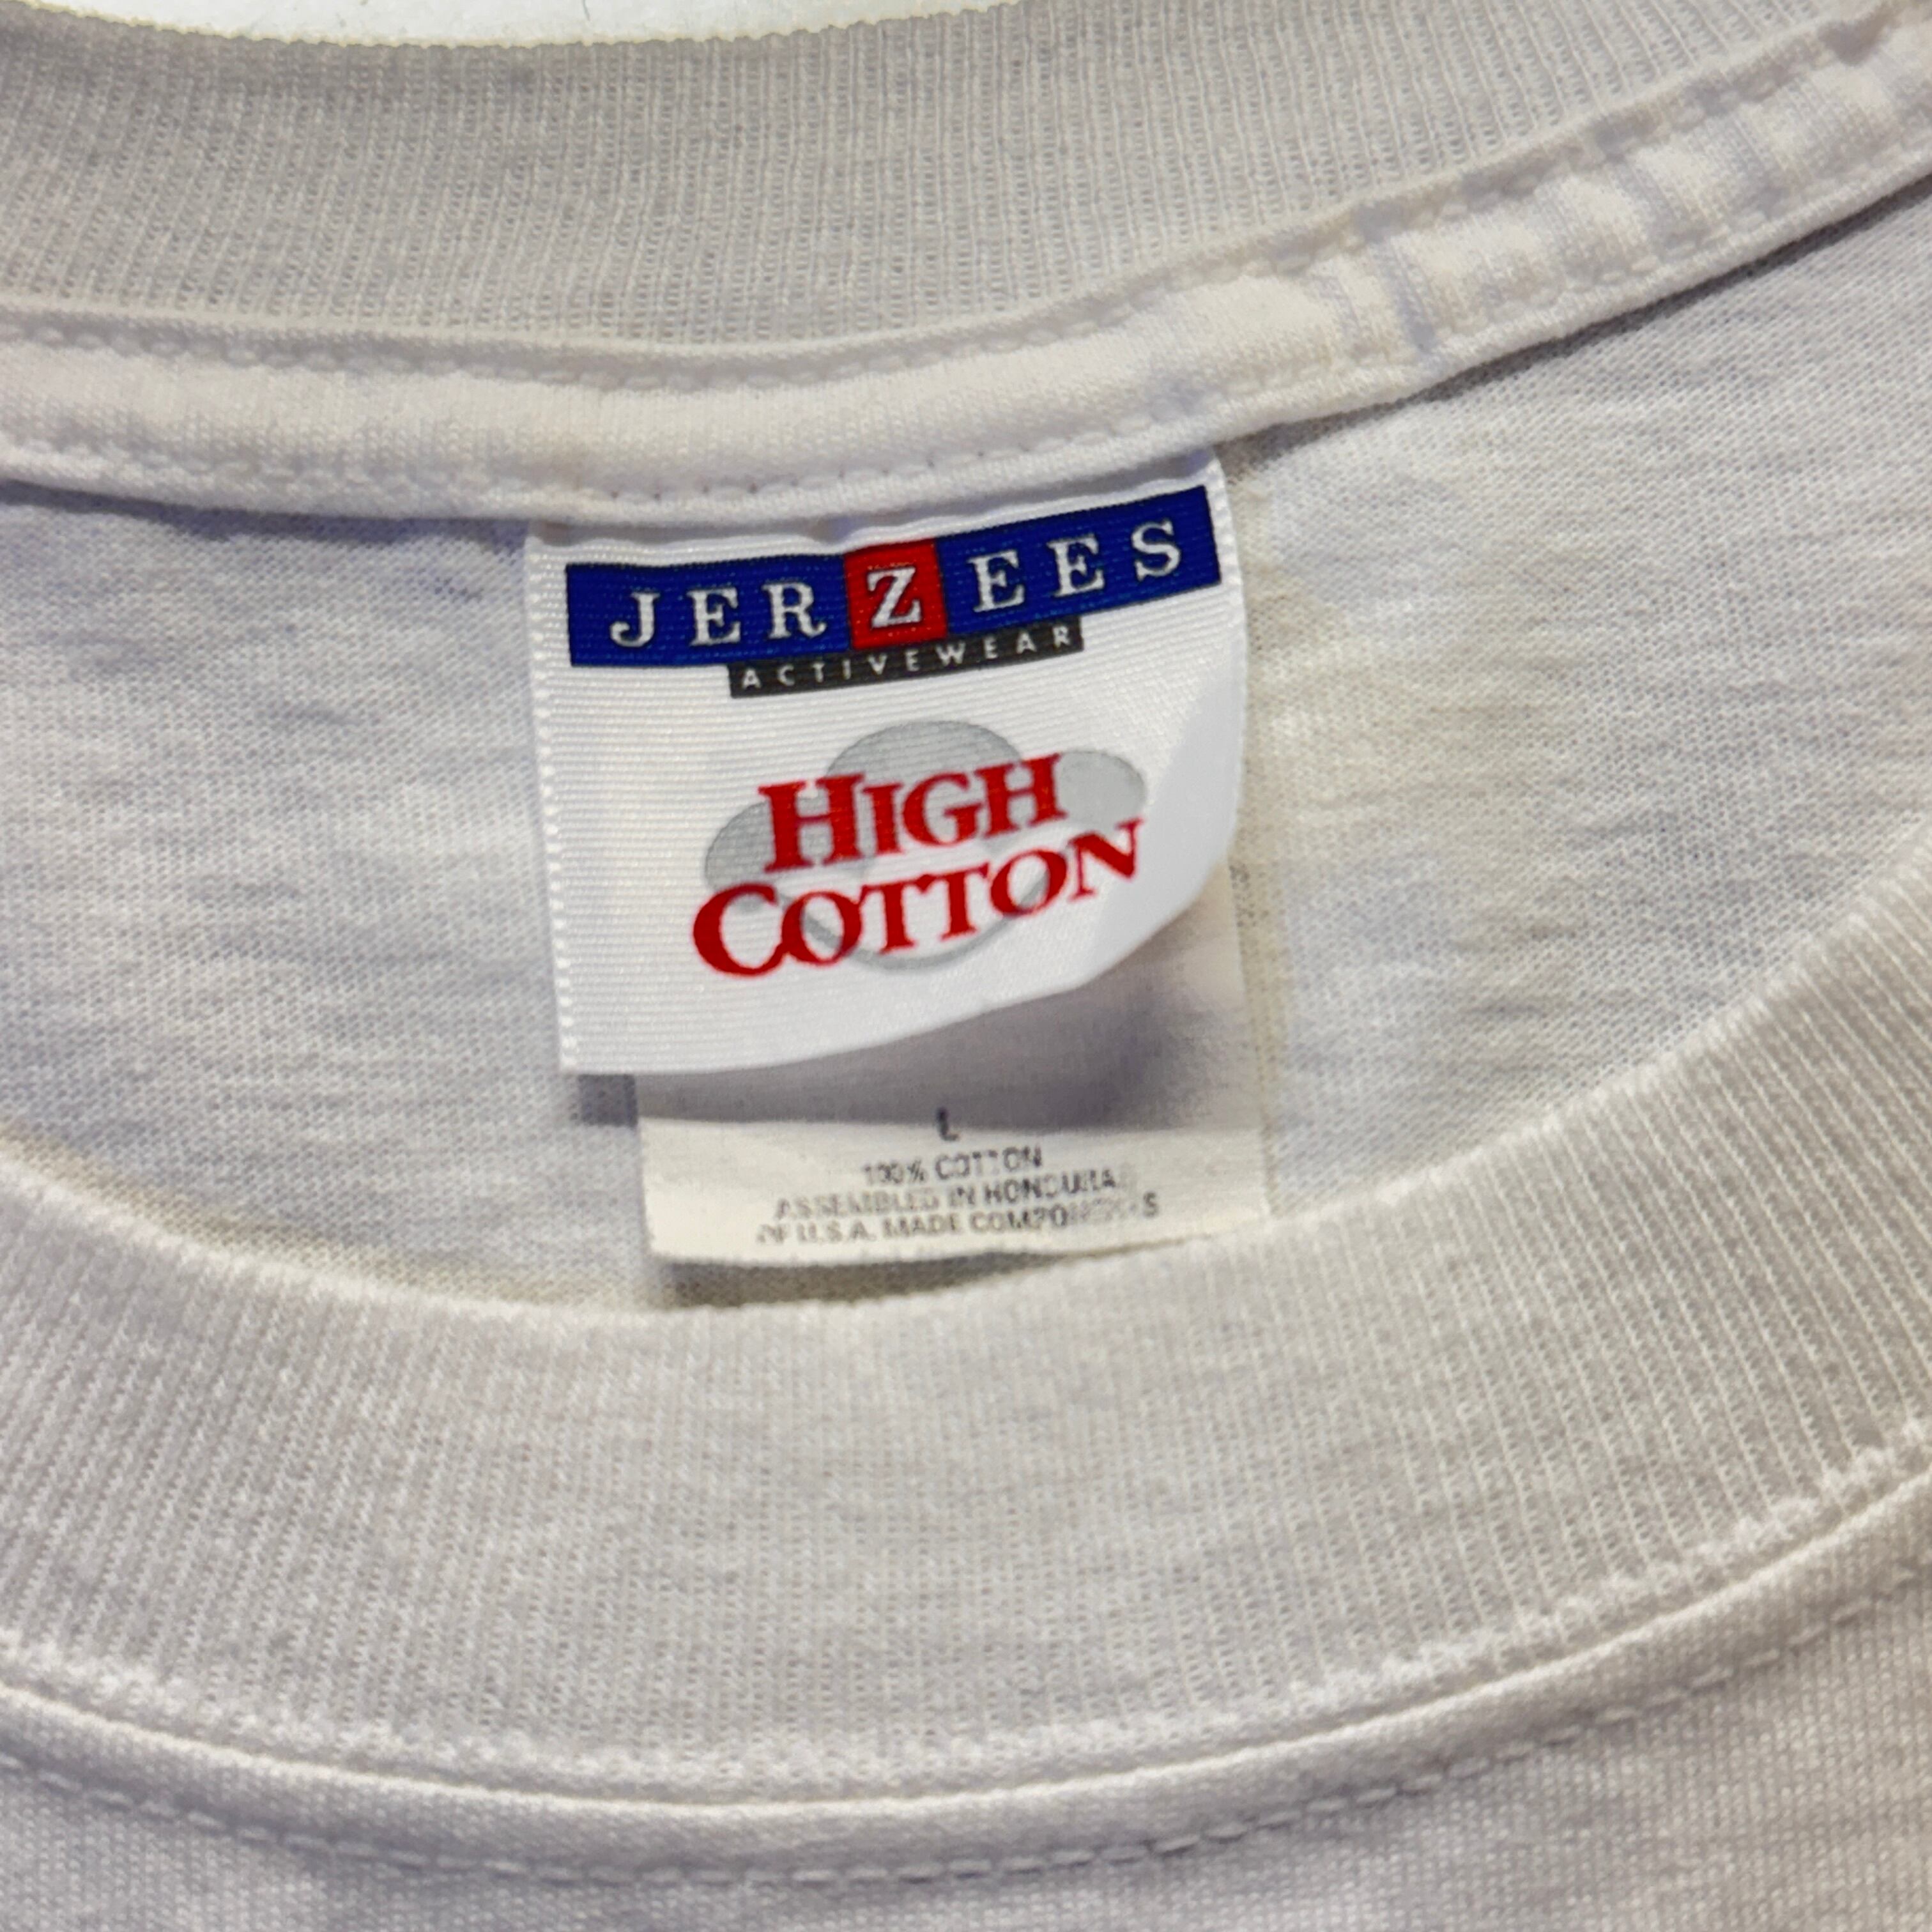 JERZEES
ACTIVEWEAR
HIGH
COTTON
L
100% COTTON
ASSEMBLED IN HONDURAS
OF U.S.A. MADE COMPONENTS